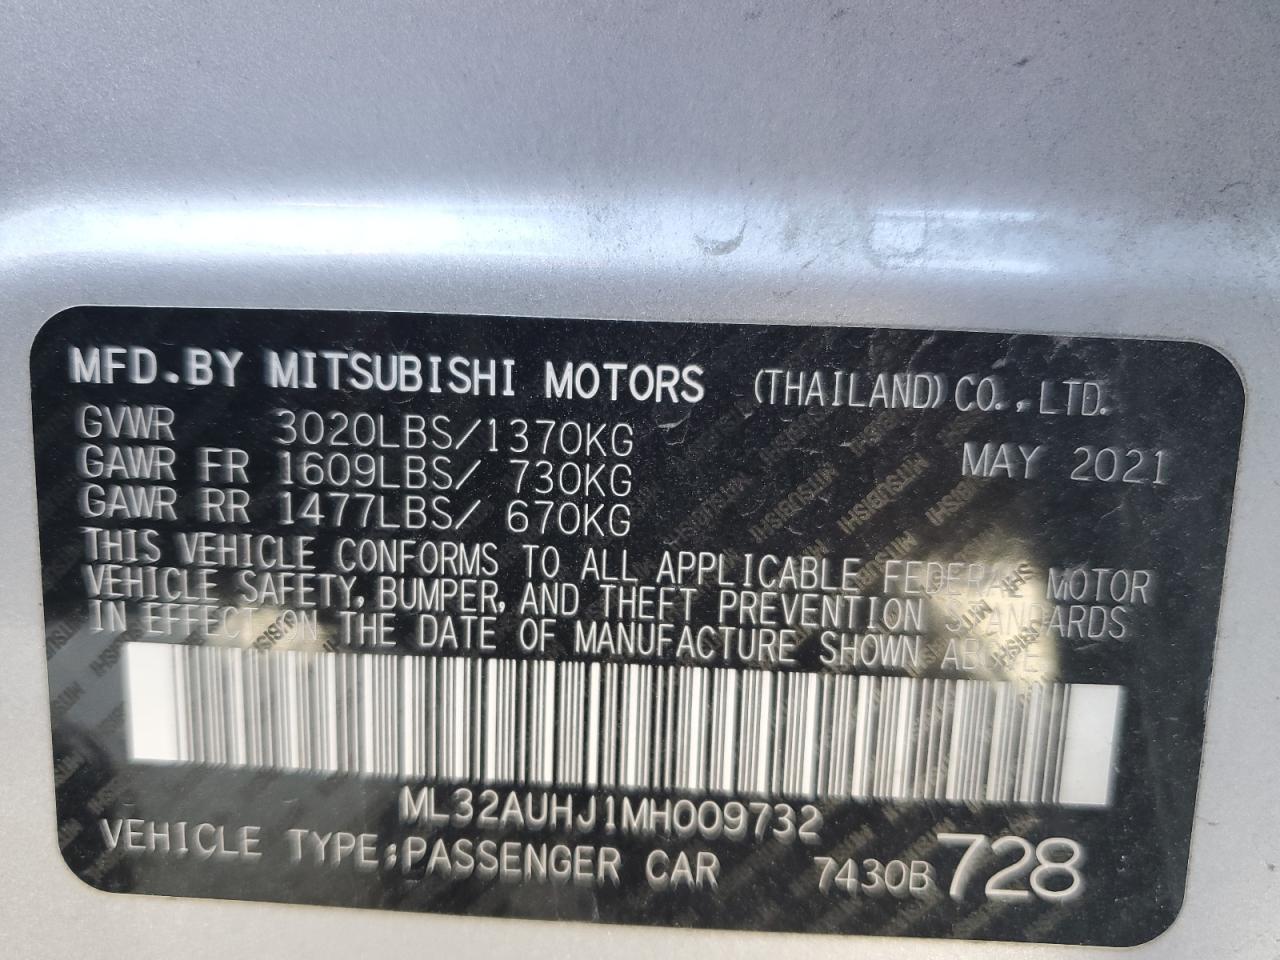 MFD.BY MITSUBISHI MOTORS (THAILAND) CO., LTD.
GVWR 3020LBS/1370KG MAY 2021
GAWR FR 1609LBS/ 730KG
GAWR RR 1477LBS/ 670KG
THIS VEHICLE CONFORMS TO ALL APPLICABLE FEDERAL MOTOR
VEHICLE SAFETY, BUMPER, AND THEFT PREVENTION STANDARDS
IN EFFECT ON THE DATE OF MANUFACTURE SHOWN ABOVE
ML32AUHJ1MH009732
VEHICLE TYPE:PASSENGER CAR 7430B 728